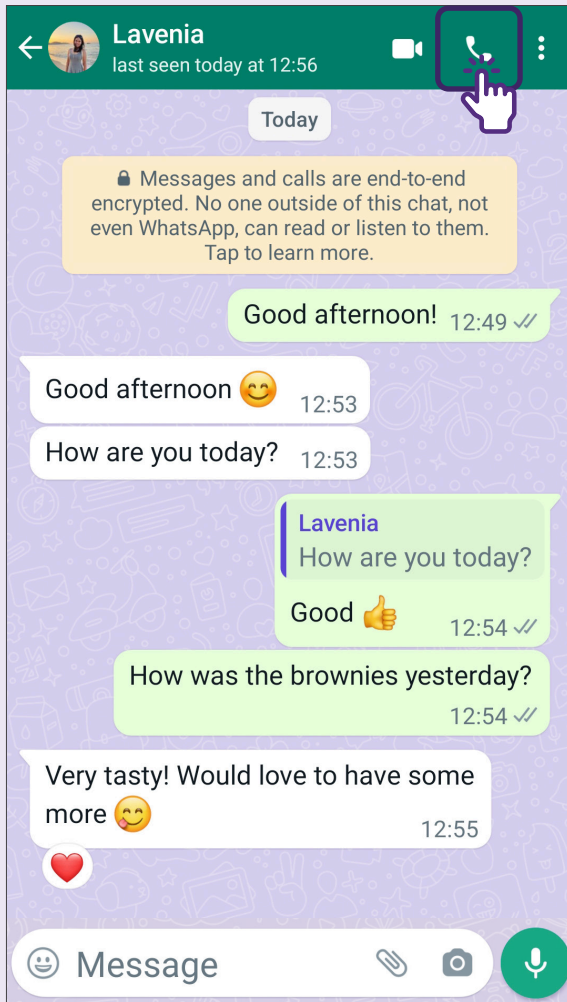 Lavenia
last seen today at 12:56
Today
Messages and calls are end-to-end
encrypted. No one outside of this chat, not
even WhatsApp, can read or listen to them.
Tap to learn more.
Good afternoon! 12:49
Good afternoon 😊 12:53
How are you today? 12:53
Lavenia
How are you today?
Good 👍 12:54
How was the brownies yesterday?
12:54
Very tasty! Would love to have some
more 😋 12:55
Message